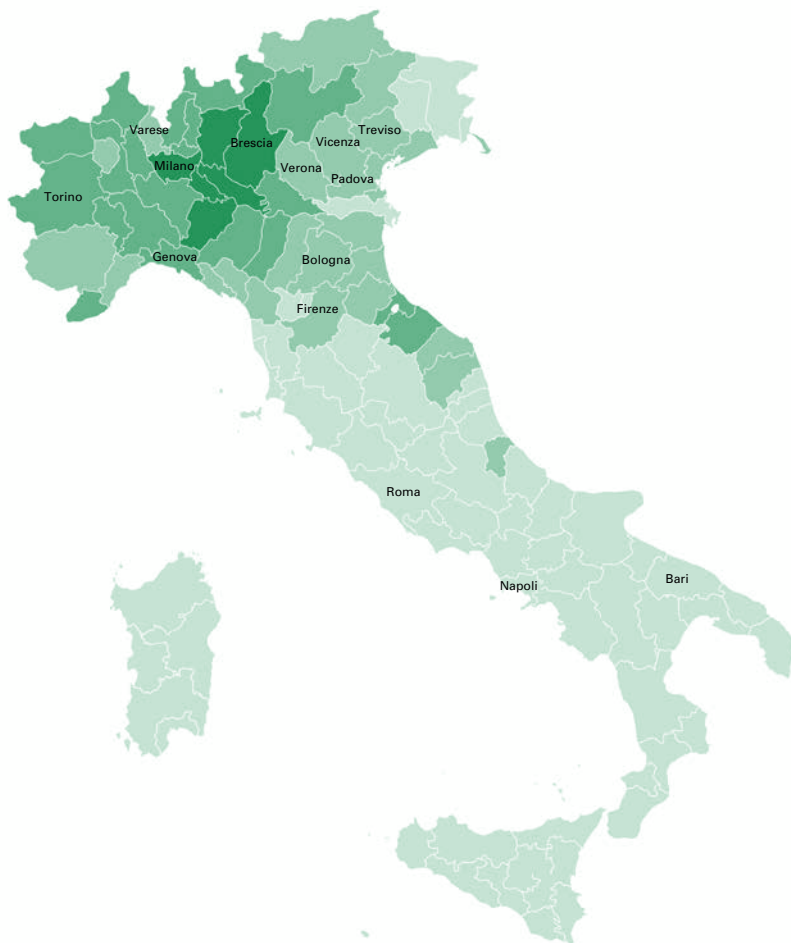 Varese
Brescia
Treviso
Vicenza
Milano
Verona
Padova
Torino
Genova
Bologna
Firenze
Roma
Napoli
Bari